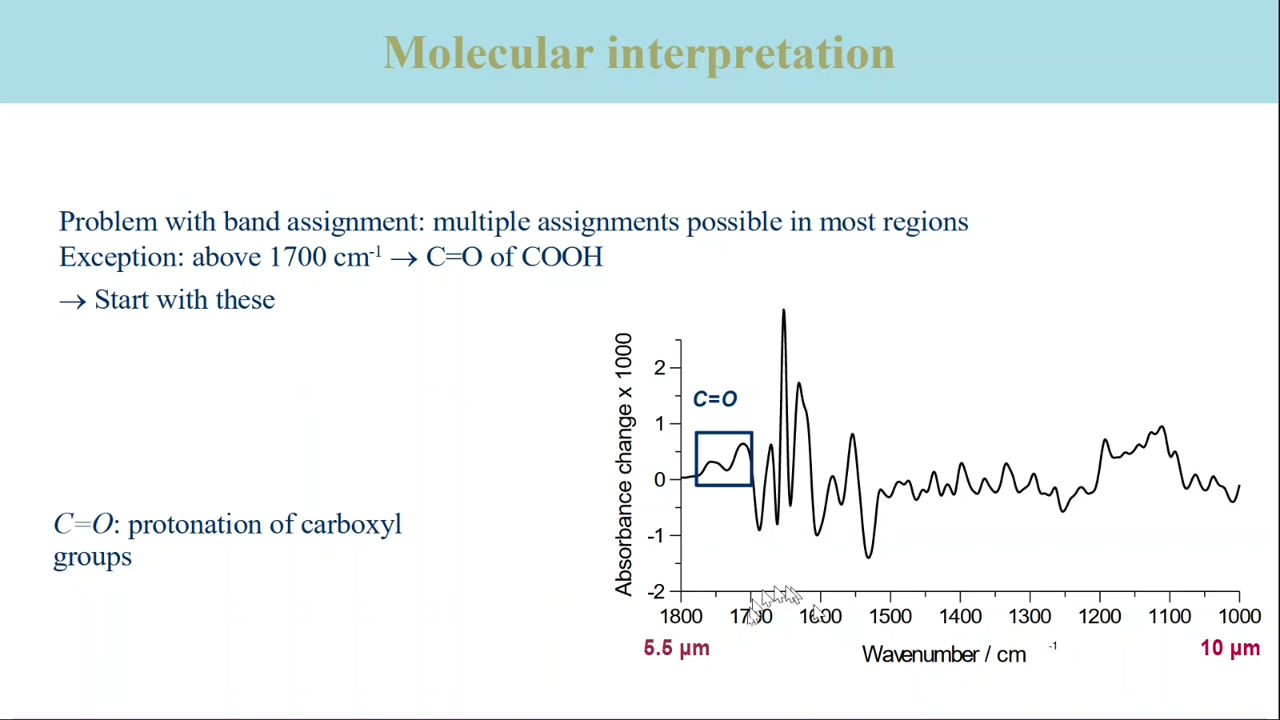 Molecular interpretation
Problem with band assignment: multiple assignments possible in most regions
Exception: above 1700 cm⁻¹ → C=O of COOH
→ Start with these
C=O: protonation of carboxyl
groups
Absorbance change x 1000
C=O
2
1
0
-1
-2
1800 1700 1600 1500 1400 1300 1200 1100 1000
5.5 µm
Wavenumber / cm -1
10 µm